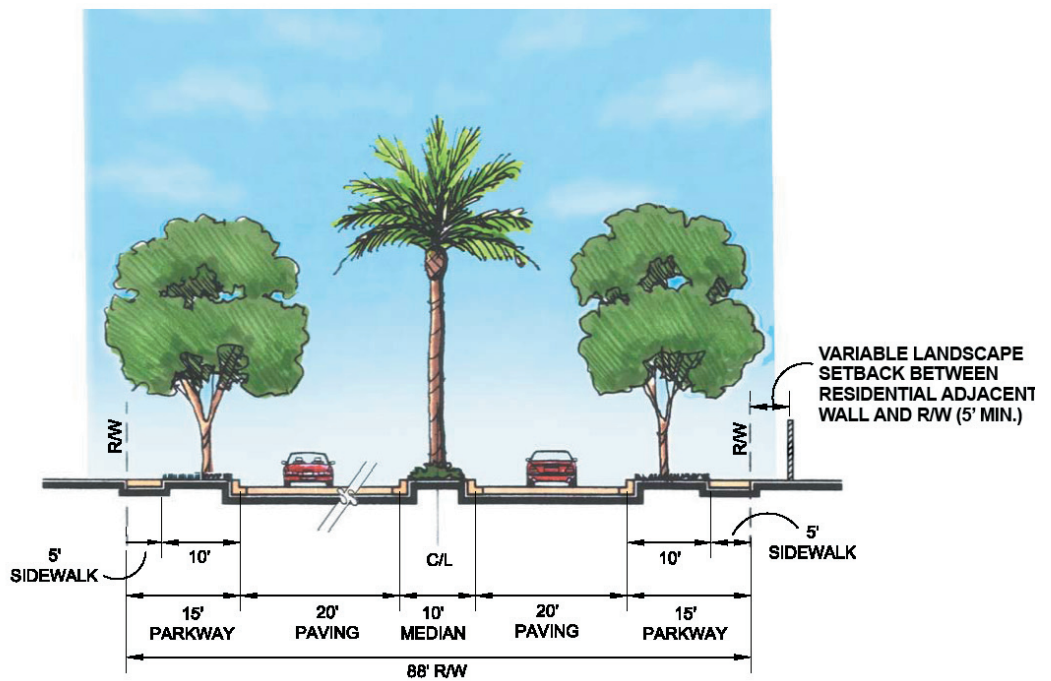 VARIABLE LANDSCAPE
SETBACK BETWEEN
RESIDENTIAL ADJACENT
WALL AND R/W (5' MIN.)
R/W
R/W
5'
SIDEWALK
10'
C/L
10'
5'
SIDEWALK
15'
PARKWAY
20'
PAVING
10'
MEDIAN
20'
PAVING
15'
PARKWAY
88' R/W